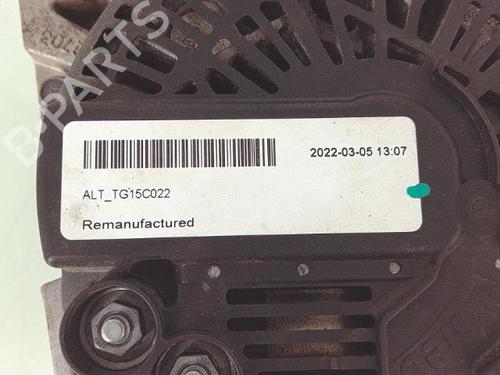 2022-03-05 13:07
ALT_TG15C022
Remanufactured
B-PARTS